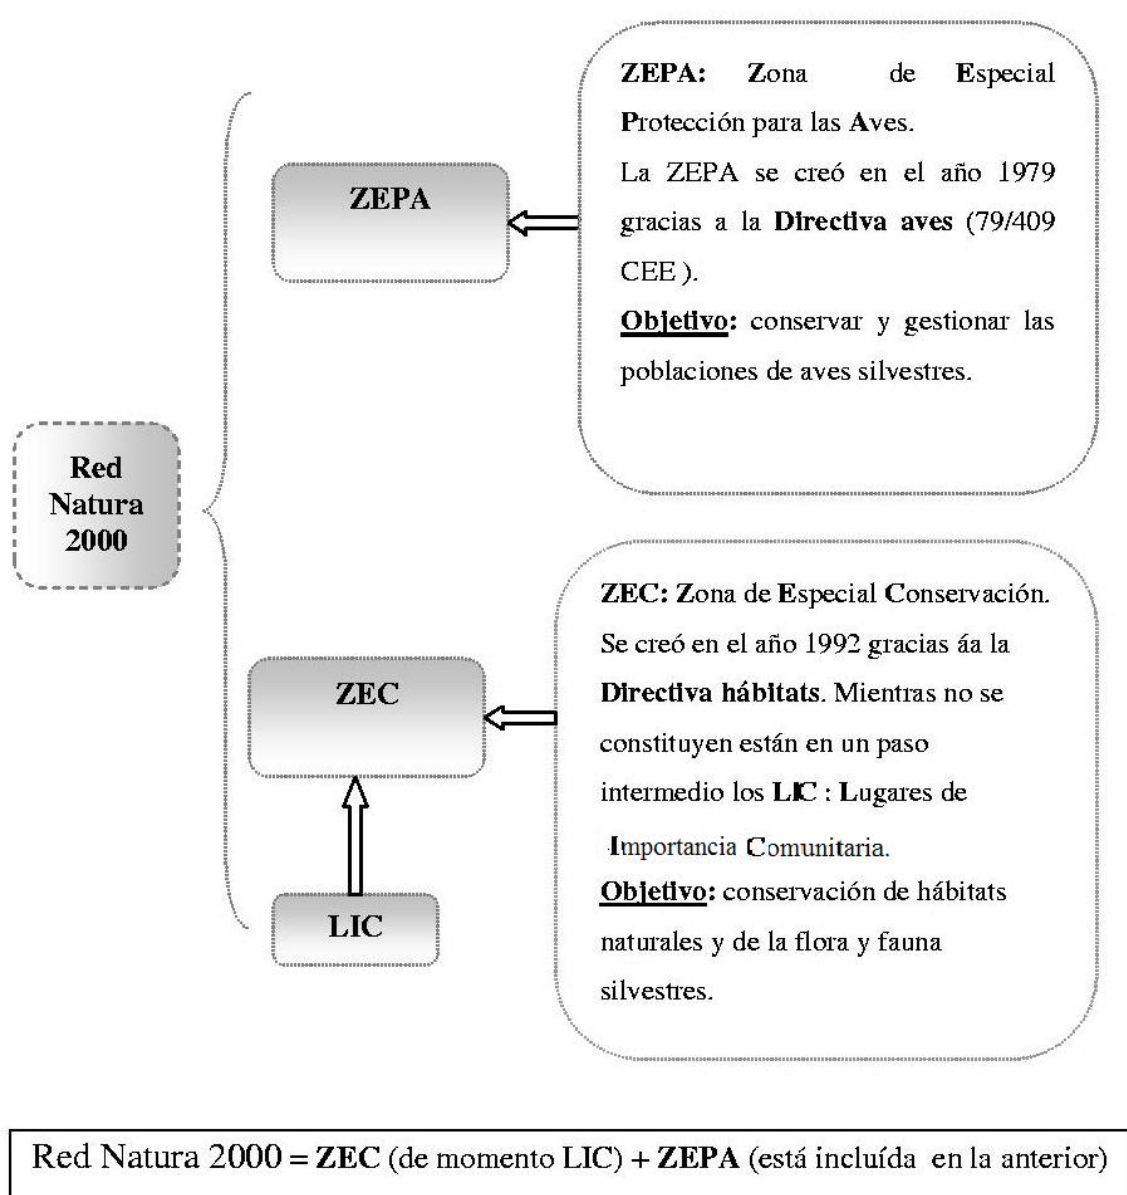 ZEPA: Zona de Especial
Protección para las Aves.
La ZEPA se creó en el año 1979
gracias a la Directiva aves (79/409
CEE ).
Objetivo: conservar y gestionar las
poblaciones de aves silvestres.
ZEPA
Red
Natura
2000
ZEC: Zona de Especial Conservación.
Se creó en el año 1992 gracias áa la
Directiva hábitats. Mientras no se
constituyen están en un paso
intermedio los LIC : Lugares de
Importancia Comunitaria.
Objetivo: conservación de hábitats
naturales y de la flora y fauna
silvestres.
ZEC
LIC
Red Natura 2000 = ZEC (de momento LIC) + ZEPA (está incluída en la anterior)